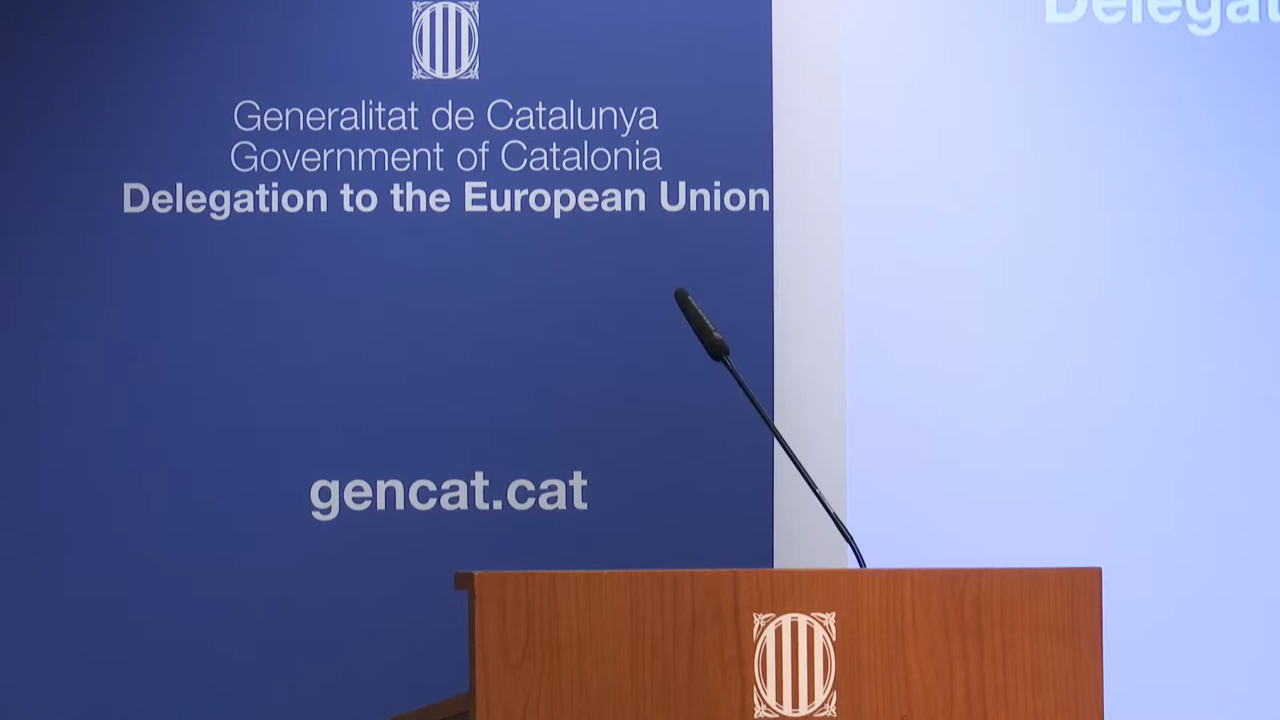 Generalitat de Catalunya
Government of Catalonia
Delegation to the European Union
gencat.cat